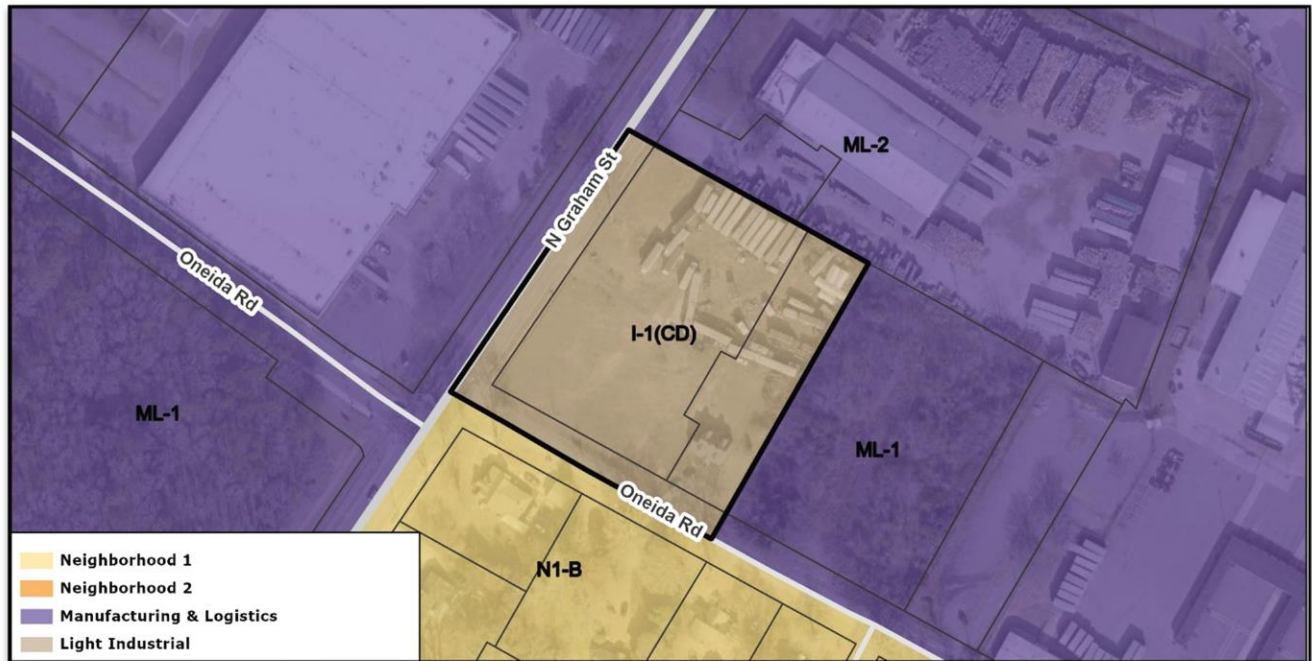 ML-2
N Graham St
Oneida Rd
I-1(CD)
ML-1
ML-1
Oneida Rd
N1-B
Neighborhood 1
Neighborhood 2
Manufacturing & Logistics
Light Industrial